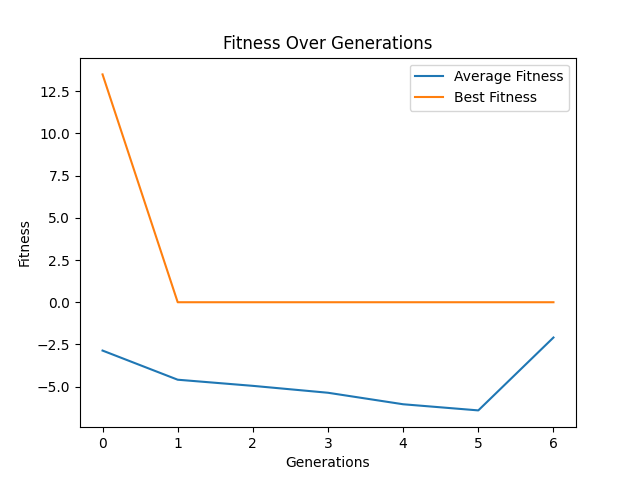 Fitness Over Generations
Average Fitness
Best Fitness
12.5
10.0
7.5
5.0
2.5
0.0
−2.5
−5.0
Fitness
0 1 2 3 4 5 6
Generations